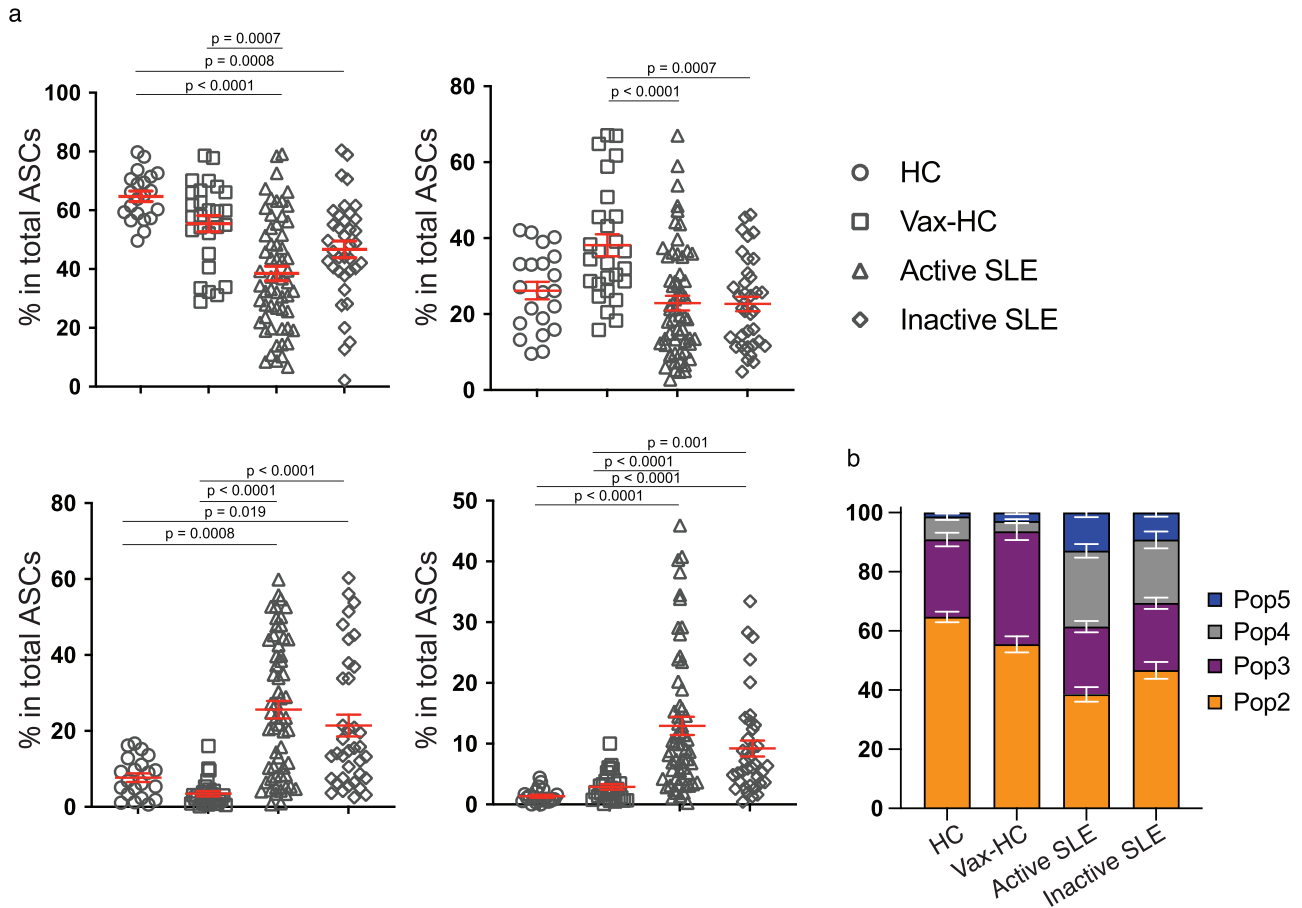 a
p = 0.0007
p = 0.0008
p < 0.0001
100
80
60
40
20
0
% in total ASCs
p = 0.0007
p < 0.0001
80
60
40
20
0
% in total ASCs
HC
Vax-HC
Active SLE
Inactive SLE
p < 0.0001
p < 0.0001
p = 0.019
p = 0.0008
80
60
40
20
0
% in total ASCs
p = 0.001
p < 0.0001
p < 0.0001
p < 0.0001
50
40
30
20
10
0
% in total ASCs
b
100
80
60
40
20
0
HC
Vax-HC
Active SLE
Inactive SLE
Pop5
Pop4
Pop3
Pop2